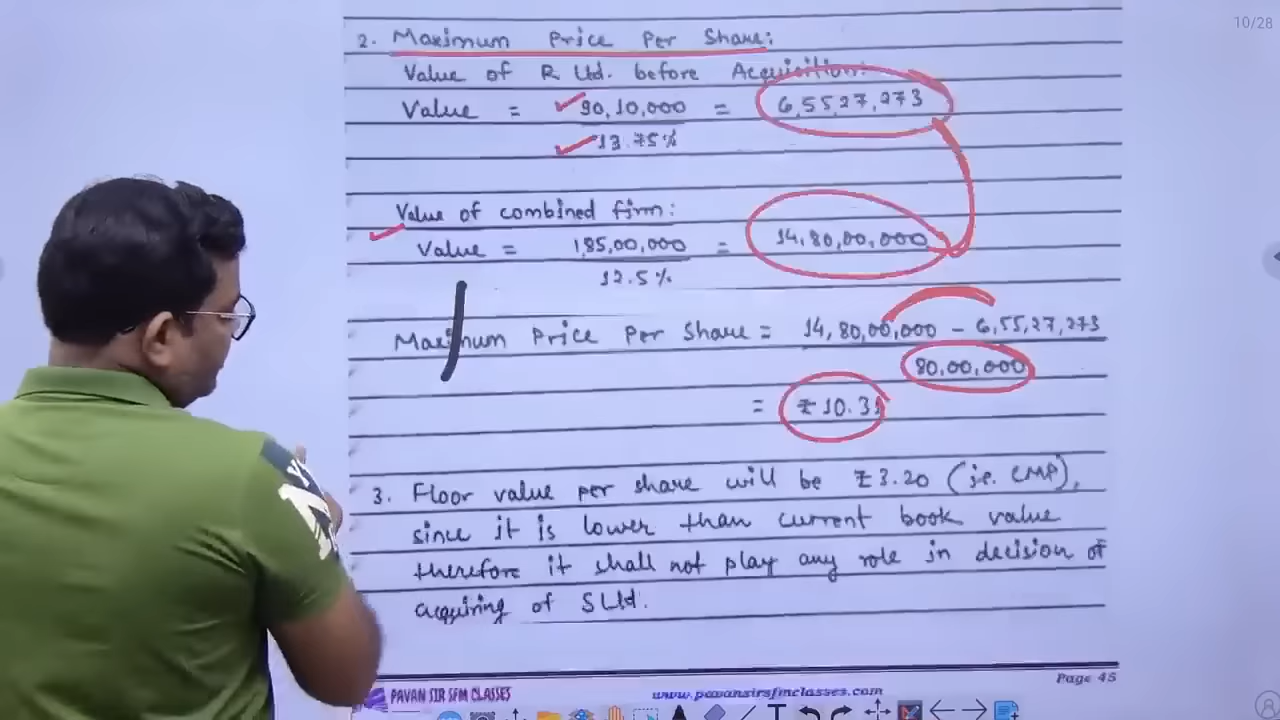 10/28
2. Maximum Price Per Share:
Value of R Ltd. before Acquisition:
Value = 90,10,000 = 6,55,27,273
13.75%
Value of combined firm:
Value = 185,00,000 = 14,80,00,000
12.5%
Maximum Price Per Share = 14,80,00,000 - 6,55,27,273
80,00,000
= ₹10.31
3. Floor value per share will be ₹3.20 (ie. CMP),
since it is lower than current book value
therefore it shall not play any role in decision of
acquiring of SLtd.
Page 45
PAVAN SIR SFM CLASSES www.pavansirsfmclasses.com